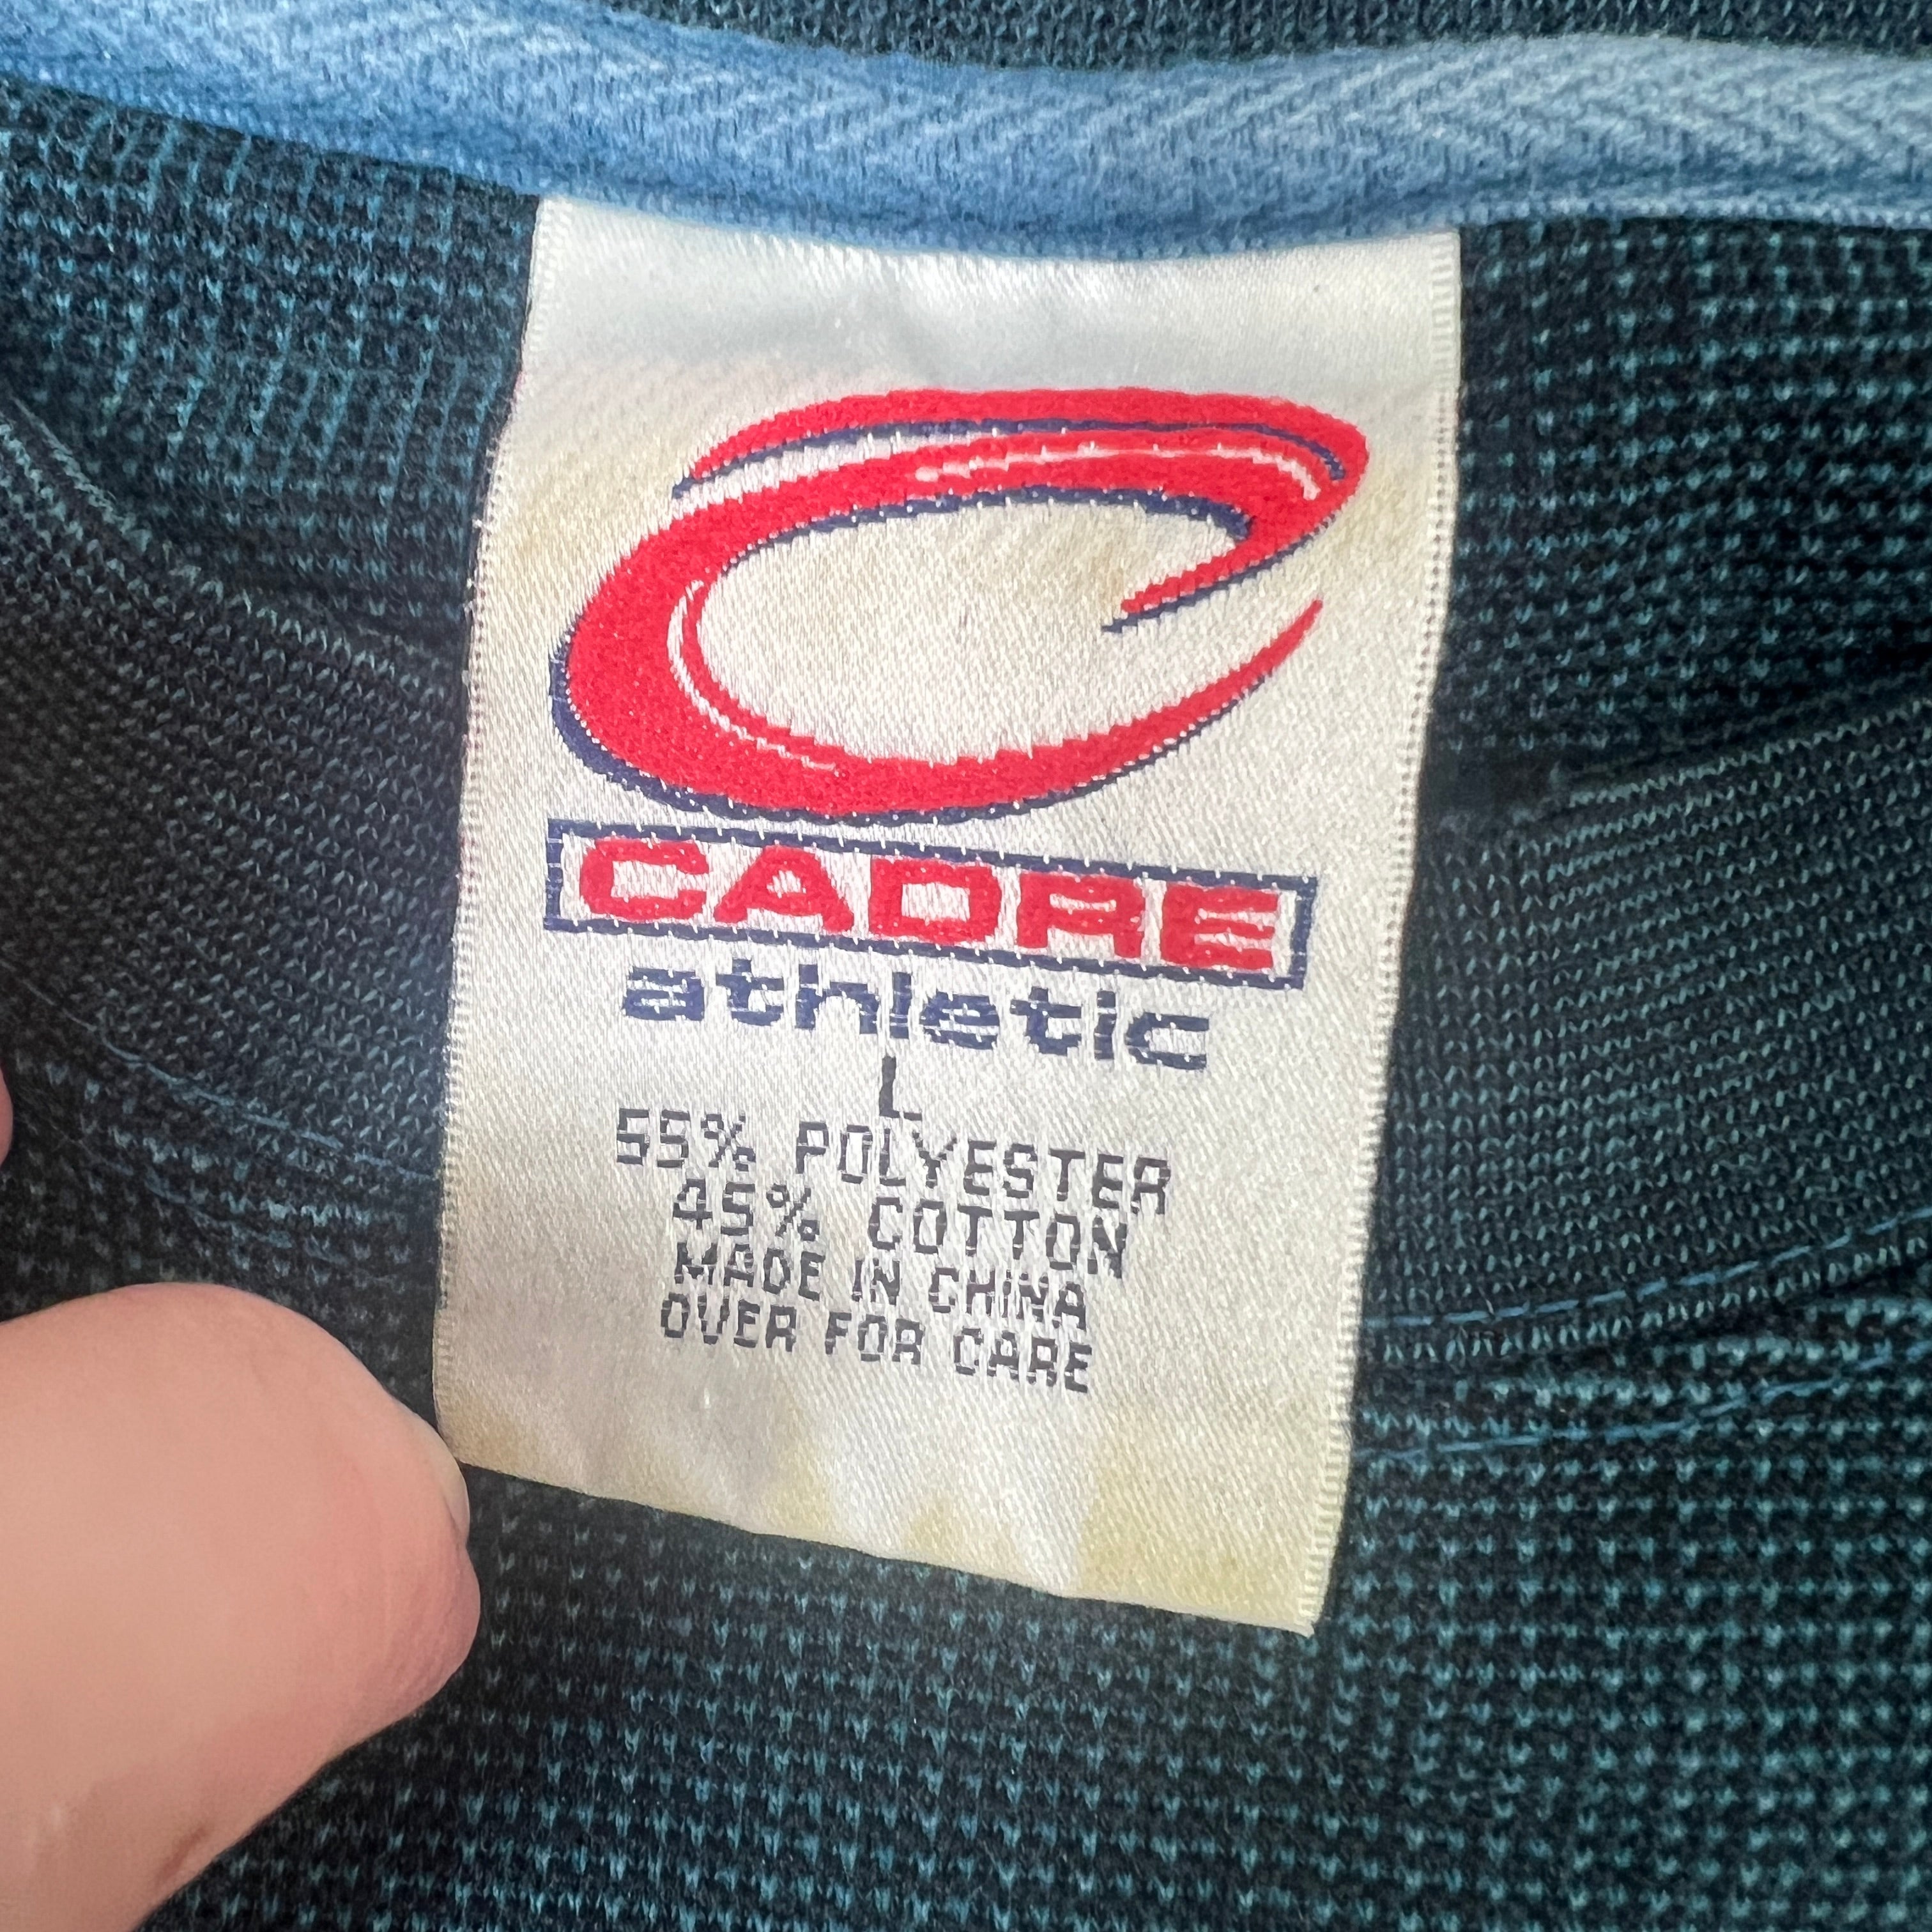 CADRE
athletic
L
55% POLYESTER
45% COTTON
MADE IN CHINA
OVER FOR CARE